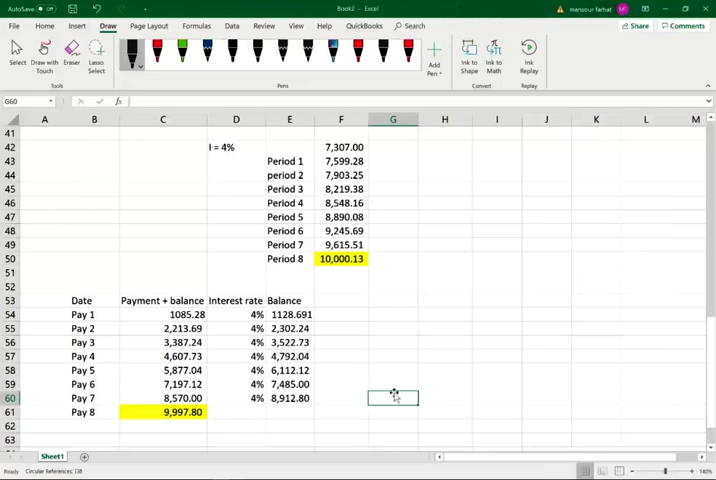 AutoSave Off Book2 - Excel mansour farhat MF
File Home Insert Draw Page Layout Formulas Data Review View QuickBooks Search Share Comments
Select Draw with Touch Eraser Lasso Select Add Pen Ink to Shape Ink to Math Ink Replay
Tools Pens Convert Replay
G60 fx
A B C D E F G H I J K L M
41
42 I = 4% 7,307.00
43 Period 1 7,599.28
44 period 2 7,903.25
45 Period 3 8,219.38
46 Period 4 8,548.16
47 Period 5 8,890.08
48 Period 6 9,245.69
49 Period 7 9,615.51
50 Period 8 10,000.13
51
52
53 Date Payment + balance Interest rate Balance
54 Pay 1 1085.28 4% 1128.691
55 Pay 2 2,213.69 4% 2,302.24
56 Pay 3 3,387.24 4% 3,522.73
57 Pay 4 4,607.73 4% 4,792.04
58 Pay 5 5,877.04 4% 6,112.12
59 Pay 6 7,197.12 4% 7,485.00
60 Pay 7 8,570.00 4% 8,912.80
61 Pay 8 9,997.80
62
63
Sheet1
Ready Circular References: I38 140%